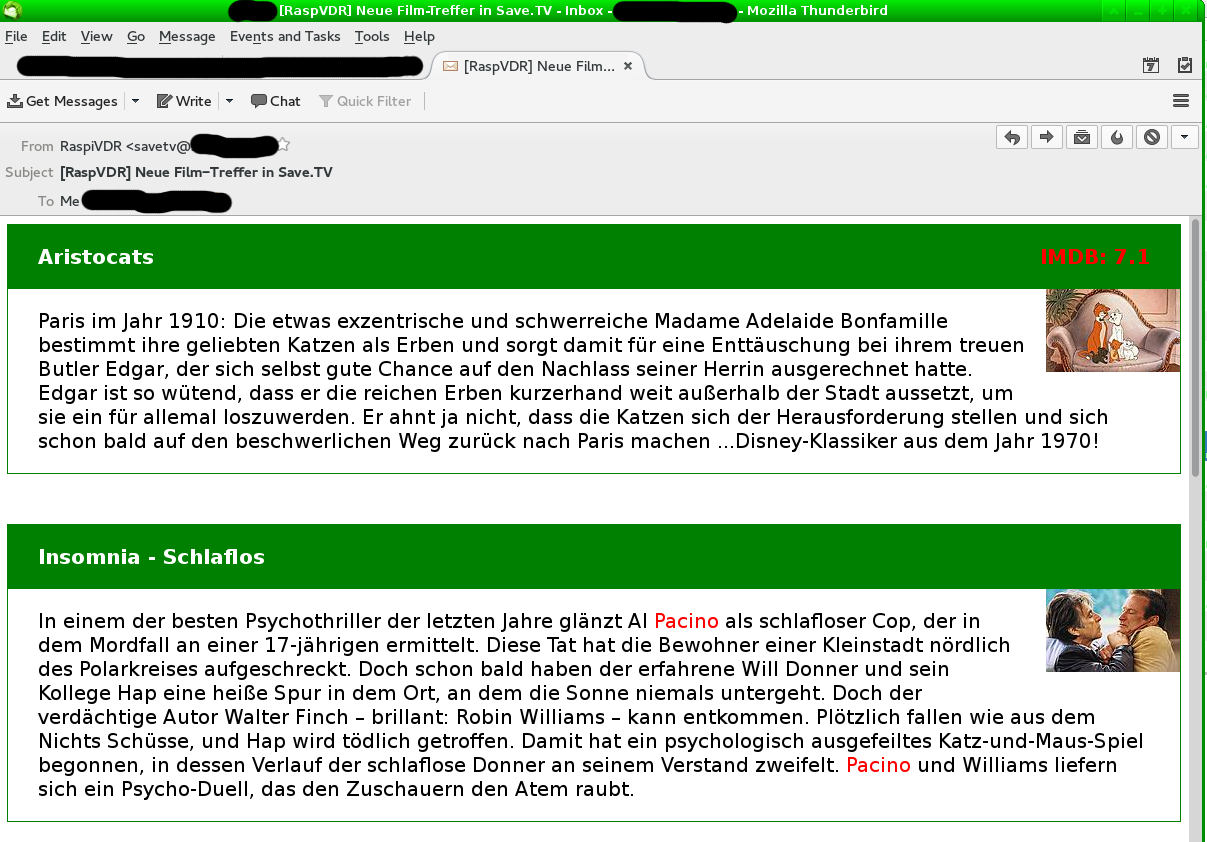 [RaspVDR] Neue Film-Treffer in Save.TV - Inbox - - Mozilla Thunderbird
File Edit View Go Message Events and Tasks Tools Help
[RaspVDR] Neue Film... × 7
Get Messages Write Chat Quick Filter
From RaspiVDR <savetv@
Subject [RaspVDR] Neue Film-Treffer in Save.TV
To Me
Aristocats IMDB: 7.1
Paris im Jahr 1910: Die etwas exzentrische und schwerreiche Madame Adelaide Bonfamille
bestimmt ihre geliebten Katzen als Erben und sorgt damit für eine Enttäuschung bei ihrem treuen
Butler Edgar, der sich selbst gute Chance auf den Nachlass seiner Herrin ausgerechnet hatte.
Edgar ist so wütend, dass er die reichen Erben kurzerhand weit außerhalb der Stadt aussetzt, um
sie ein für allemal loszuwerden. Er ahnt ja nicht, dass die Katzen sich der Herausforderung stellen und sich
schon bald auf den beschwerlichen Weg zurück nach Paris machen ...Disney-Klassiker aus dem Jahr 1970!
Insomnia - Schlaflos
In einem der besten Psychothriller der letzten Jahre glänzt Al Pacino als schlafloser Cop, der in
dem Mordfall an einer 17-jährigen ermittelt. Diese Tat hat die Bewohner einer Kleinstadt nördlich
des Polarkreises aufgeschreckt. Doch schon bald haben der erfahrene Will Donner und sein
Kollege Hap eine heiße Spur in dem Ort, an dem die Sonne niemals untergeht. Doch der
verdächtige Autor Walter Finch – brillant: Robin Williams – kann entkommen. Plötzlich fallen wie aus dem
Nichts Schüsse, und Hap wird tödlich getroffen. Damit hat ein psychologisch ausgefeiltes Katz-und-Maus-Spiel
begonnen, in dessen Verlauf der schlaflose Donner an seinem Verstand zweifelt. Pacino und Williams liefern
sich ein Psycho-Duell, das den Zuschauern den Atem raubt.